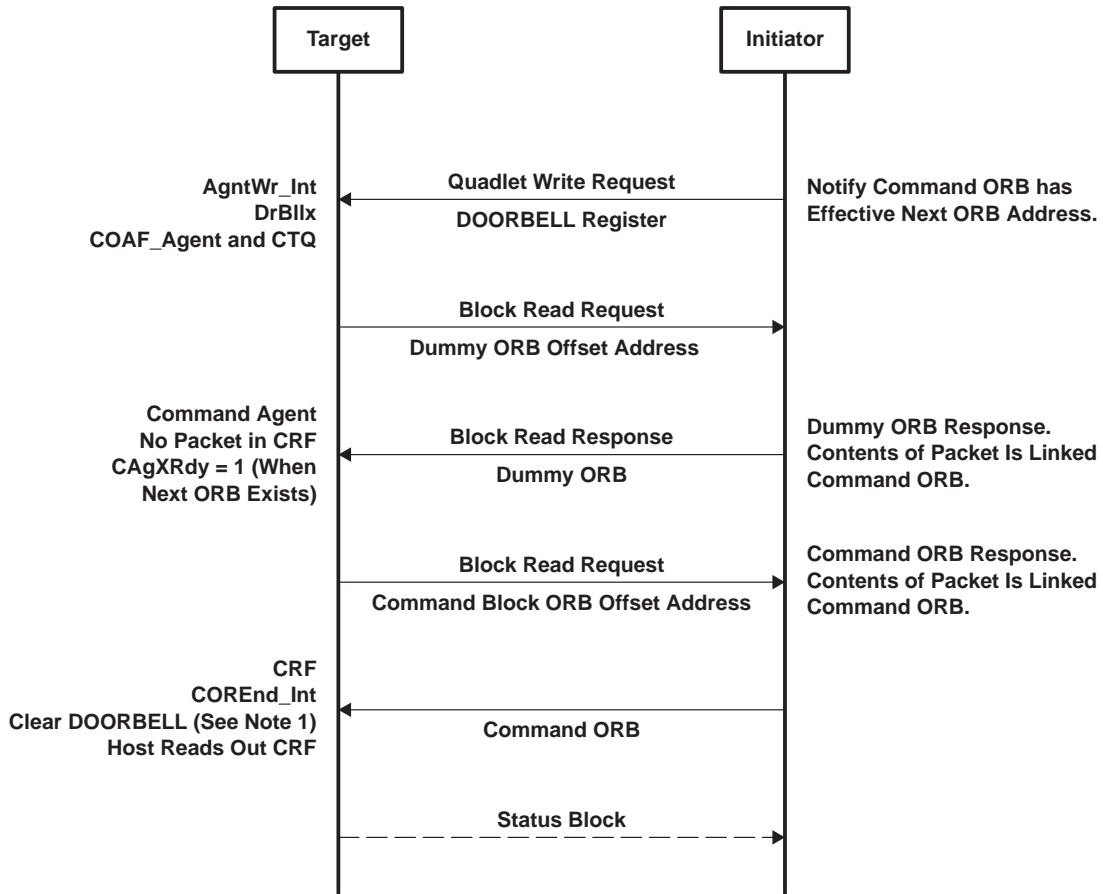 Target
Initiator
AgntWr_Int
DrBllx
COAF_Agent and CTQ
Quadlet Write Request
DOORBELL Register
Notify Command ORB has
Effective Next ORB Address.
Block Read Request
Dummy ORB Offset Address
Command Agent
No Packet in CRF
CAgXRdy = 1 (When
Next ORB Exists)
Block Read Response
Dummy ORB
Dummy ORB Response.
Contents of Packet Is Linked
Command ORB.
Block Read Request
Command Block ORB Offset Address
Command ORB Response.
Contents of Packet Is Linked
Command ORB.
CRF
COREnd_Int
Clear DOORBELL (See Note 1)
Host Reads Out CRF
Command ORB
Status Block